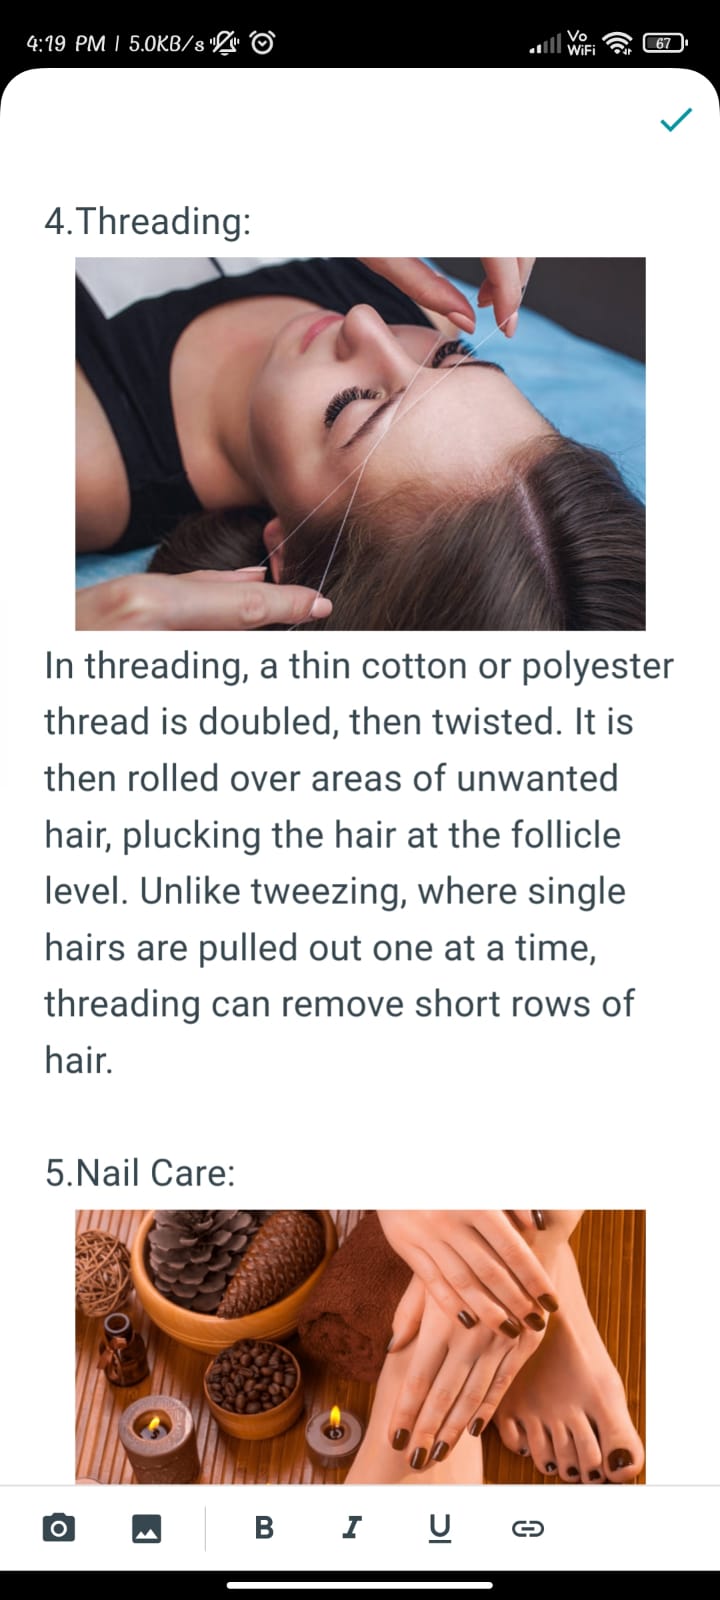 4:19 PM | 5.0KB/s
Vo
WiFi
67
4.Threading:
In threading, a thin cotton or polyester
thread is doubled, then twisted. It is
then rolled over areas of unwanted
hair, plucking the hair at the follicle
level. Unlike tweezing, where single
hairs are pulled out one at a time,
threading can remove short rows of
hair.
5.Nail Care:
B I U